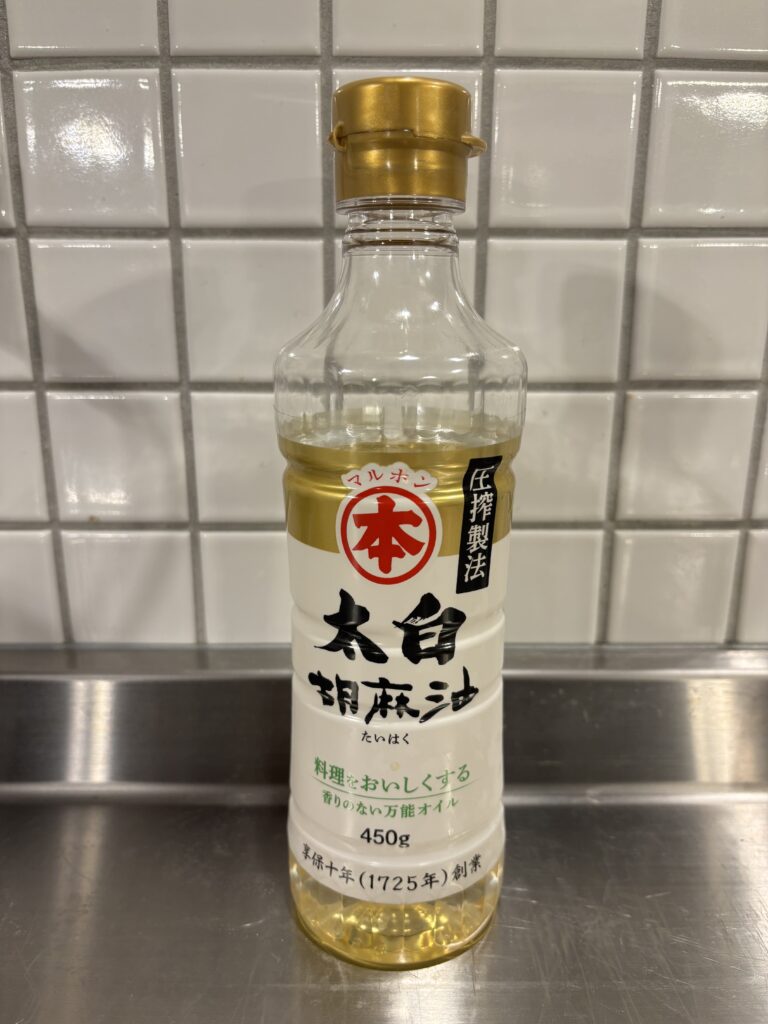 マルホン
本
圧搾製法
太白
胡麻油
たいはく
料理をおいしくする
香りのない万能オイル
450g
享保十年(1725年)創業